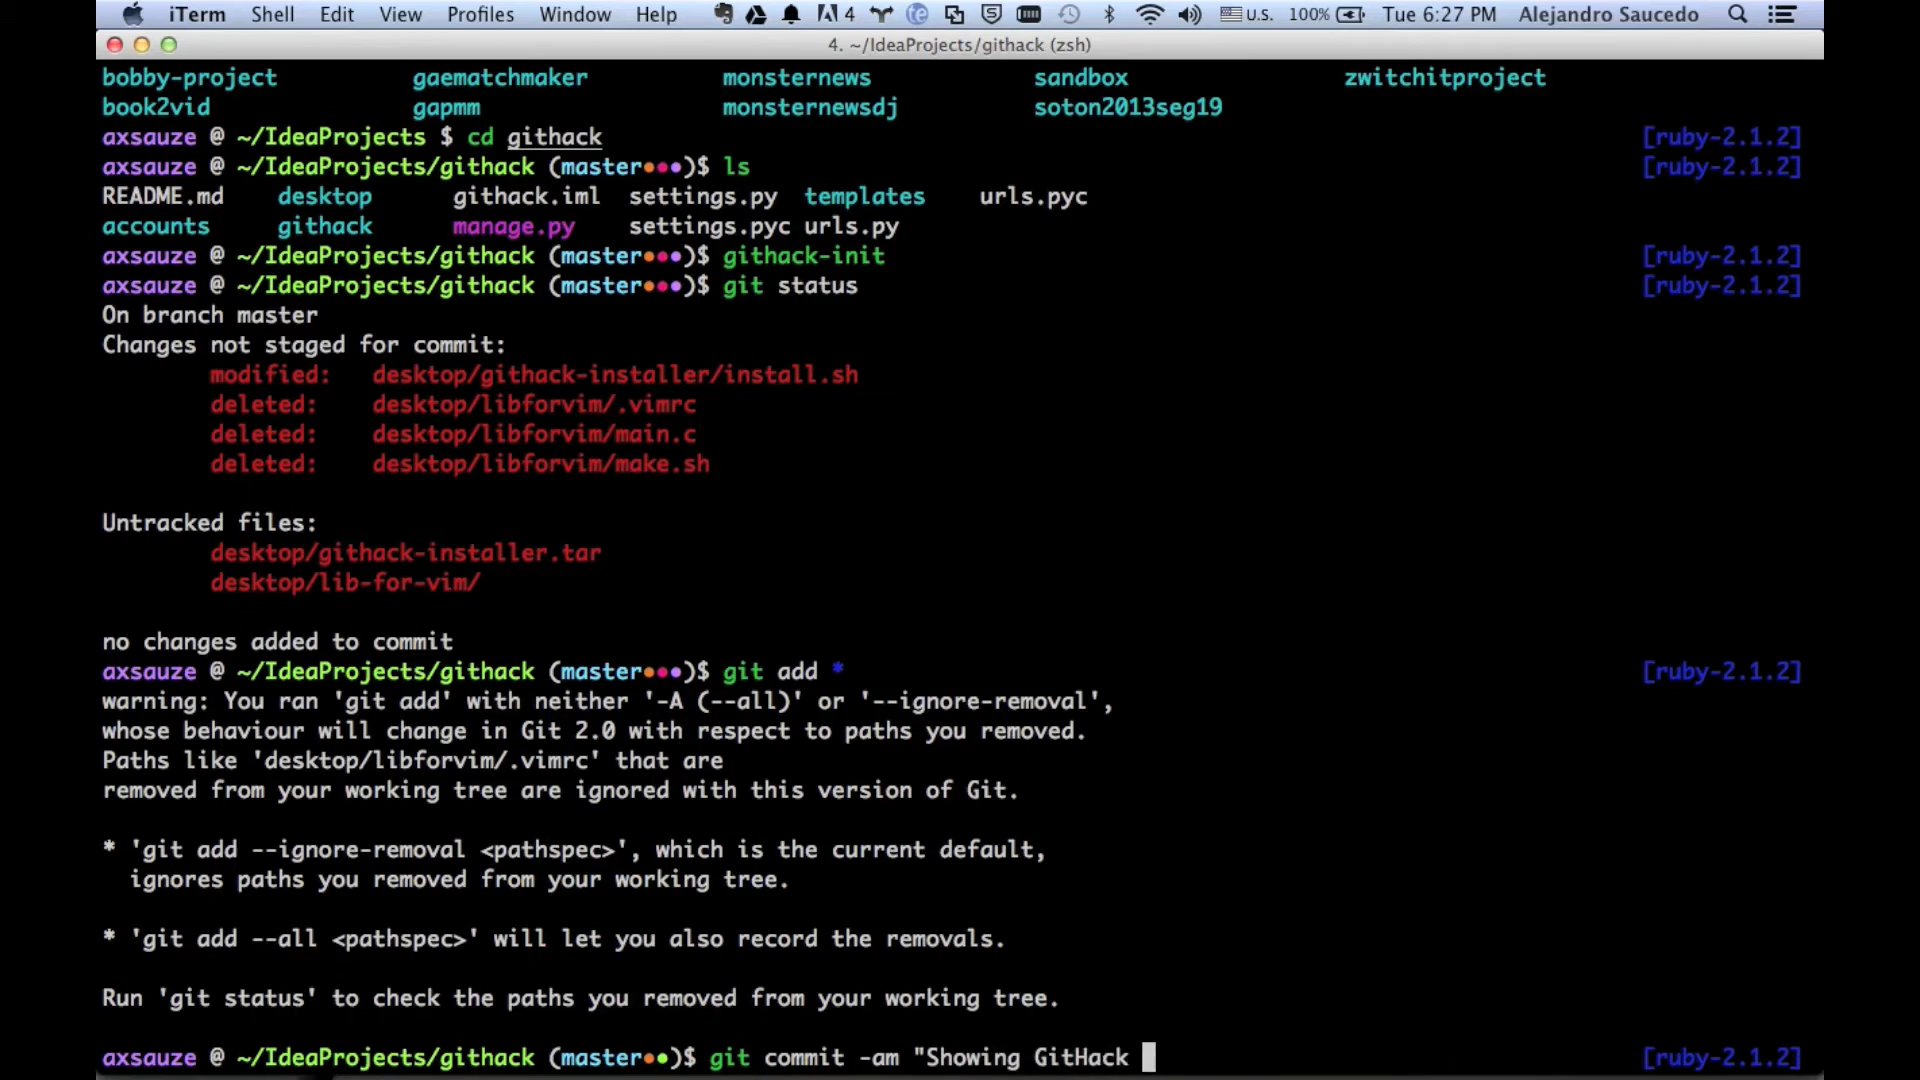 iTerm Shell Edit View Profiles Window Help 4 U.S. 100% Tue 6:27 PM Alejandro Saucedo
4. ~/IdeaProjects/githack (zsh)
bobby-project gaematchmaker monsternews sandbox zwitchitproject
book2vid gapmm monsternewsdj soton2013seg19
axsauze @ ~/IdeaProjects $ cd githack [ruby-2.1.2]
axsauze @ ~/IdeaProjects/githack (master●●●)$ ls [ruby-2.1.2]
README.md desktop githack.iml settings.py templates urls.pyc
accounts githack manage.py settings.pyc urls.py
axsauze @ ~/IdeaProjects/githack (master●●●)$ githack-init [ruby-2.1.2]
axsauze @ ~/IdeaProjects/githack (master●●●)$ git status [ruby-2.1.2]
On branch master
Changes not staged for commit:
modified: desktop/githack-installer/install.sh
deleted: desktop/libforvim/.vimrc
deleted: desktop/libforvim/main.c
deleted: desktop/libforvim/make.sh
Untracked files:
desktop/githack-installer.tar
desktop/lib-for-vim/
no changes added to commit
axsauze @ ~/IdeaProjects/githack (master●●●)$ git add * [ruby-2.1.2]
warning: You ran 'git add' with neither '-A (--all)' or '--ignore-removal',
whose behaviour will change in Git 2.0 with respect to paths you removed.
Paths like 'desktop/libforvim/.vimrc' that are
removed from your working tree are ignored with this version of Git.
* 'git add --ignore-removal <pathspec>', which is the current default,
ignores paths you removed from your working tree.
* 'git add --all <pathspec>' will let you also record the removals.
Run 'git status' to check the paths you removed from your working tree.
axsauze @ ~/IdeaProjects/githack (master●●)$ git commit -am "Showing GitHack [ruby-2.1.2]